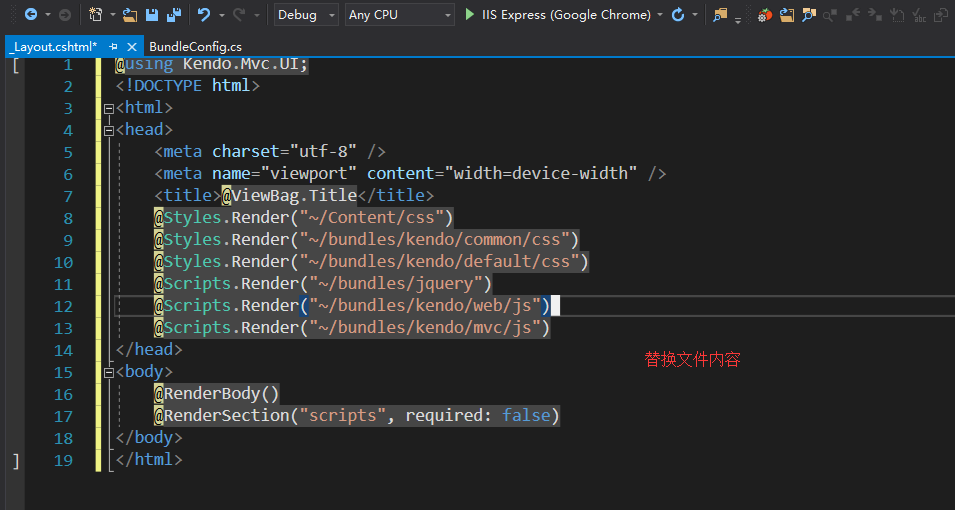 Debug Any CPU IIS Express (Google Chrome)
_Layout.cshtml* BundleConfig.cs
1 @using Kendo.Mvc.UI;
2 <!DOCTYPE html>
3 <html>
4 <head>
5 <meta charset="utf-8" />
6 <meta name="viewport" content="width=device-width" />
7 <title>@ViewBag.Title</title>
8 @Styles.Render("~/Content/css")
9 @Styles.Render("~/bundles/kendo/common/css")
10 @Styles.Render("~/bundles/kendo/default/css")
11 @Scripts.Render("~/bundles/jquery")
12 @Scripts.Render("~/bundles/kendo/web/js")
13 @Scripts.Render("~/bundles/kendo/mvc/js")
14 </head>
替换文件内容
15 <body>
16 @RenderBody()
17 @RenderSection("scripts", required: false)
18 </body>
19 </html>